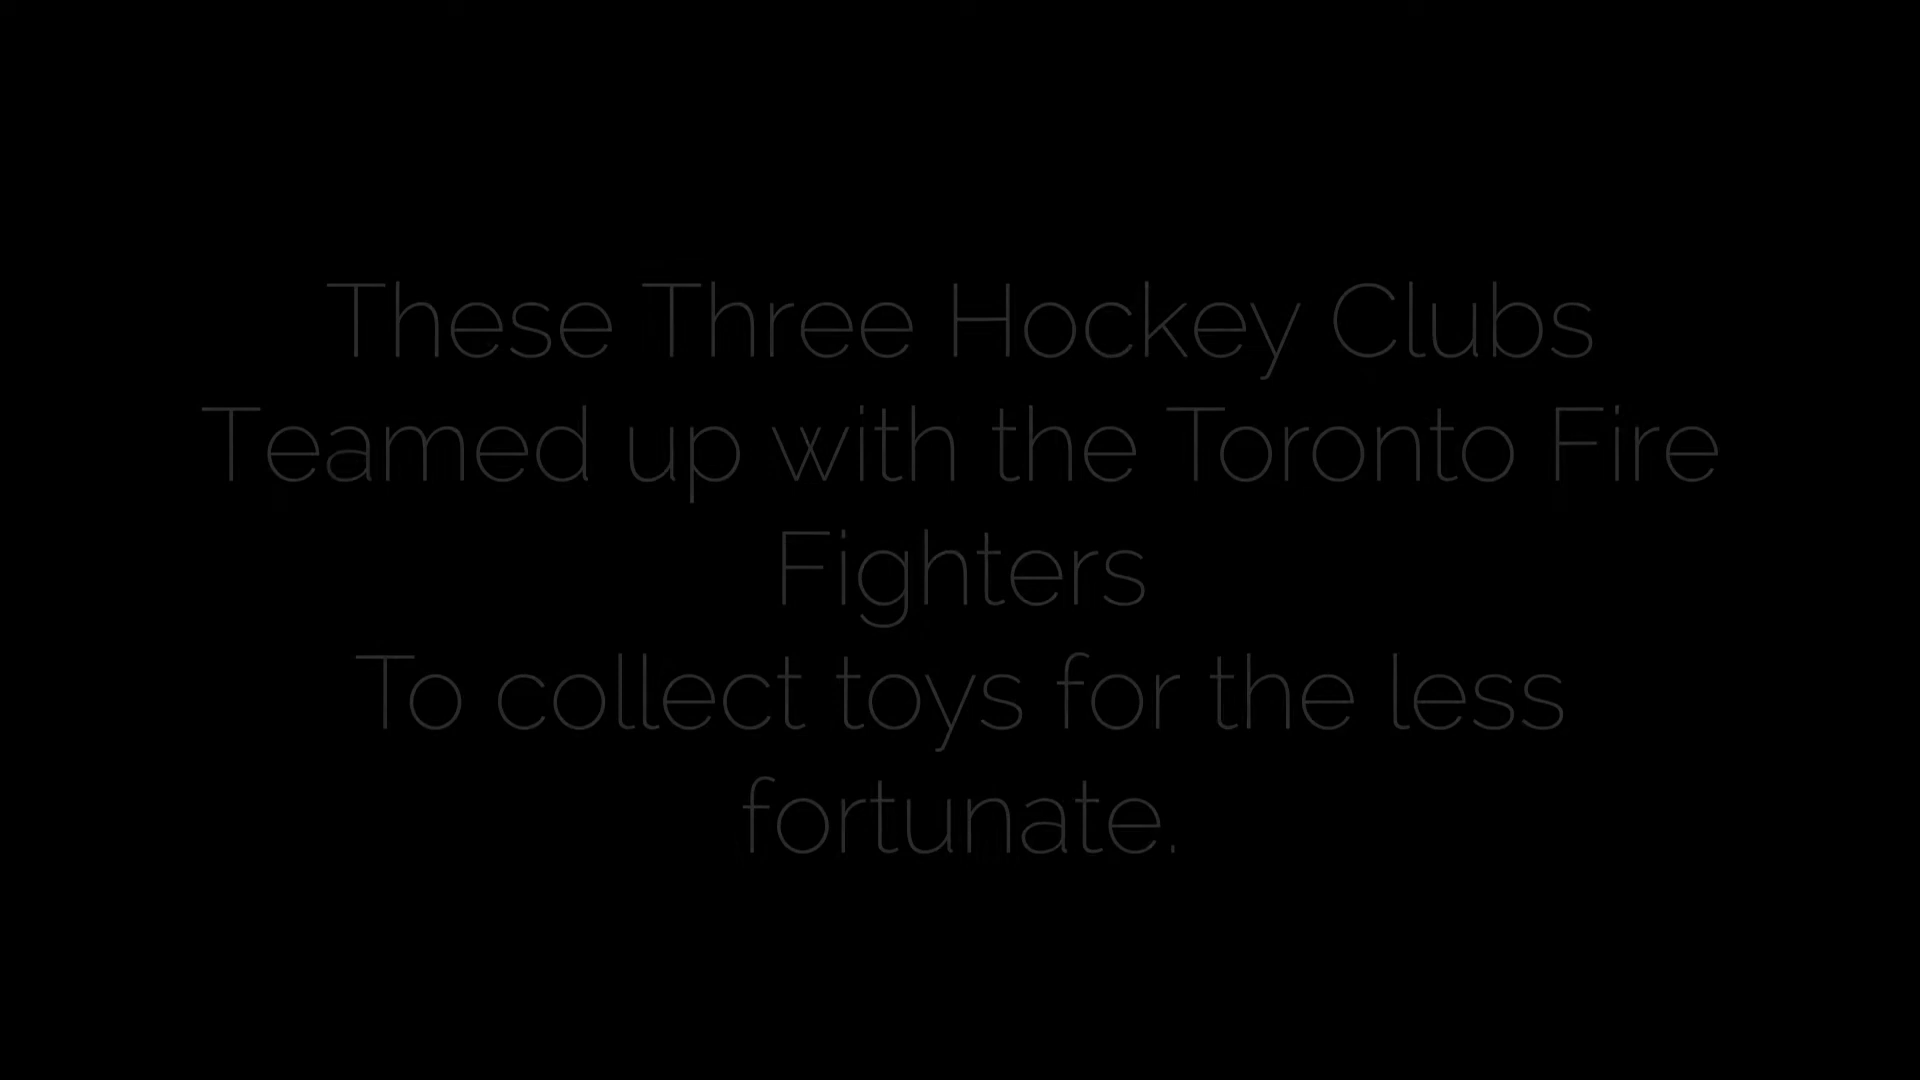 These Three Hockey Clubs
Teamed up with the Toronto Fire
Fighters
To collect toys for the less
fortunate.